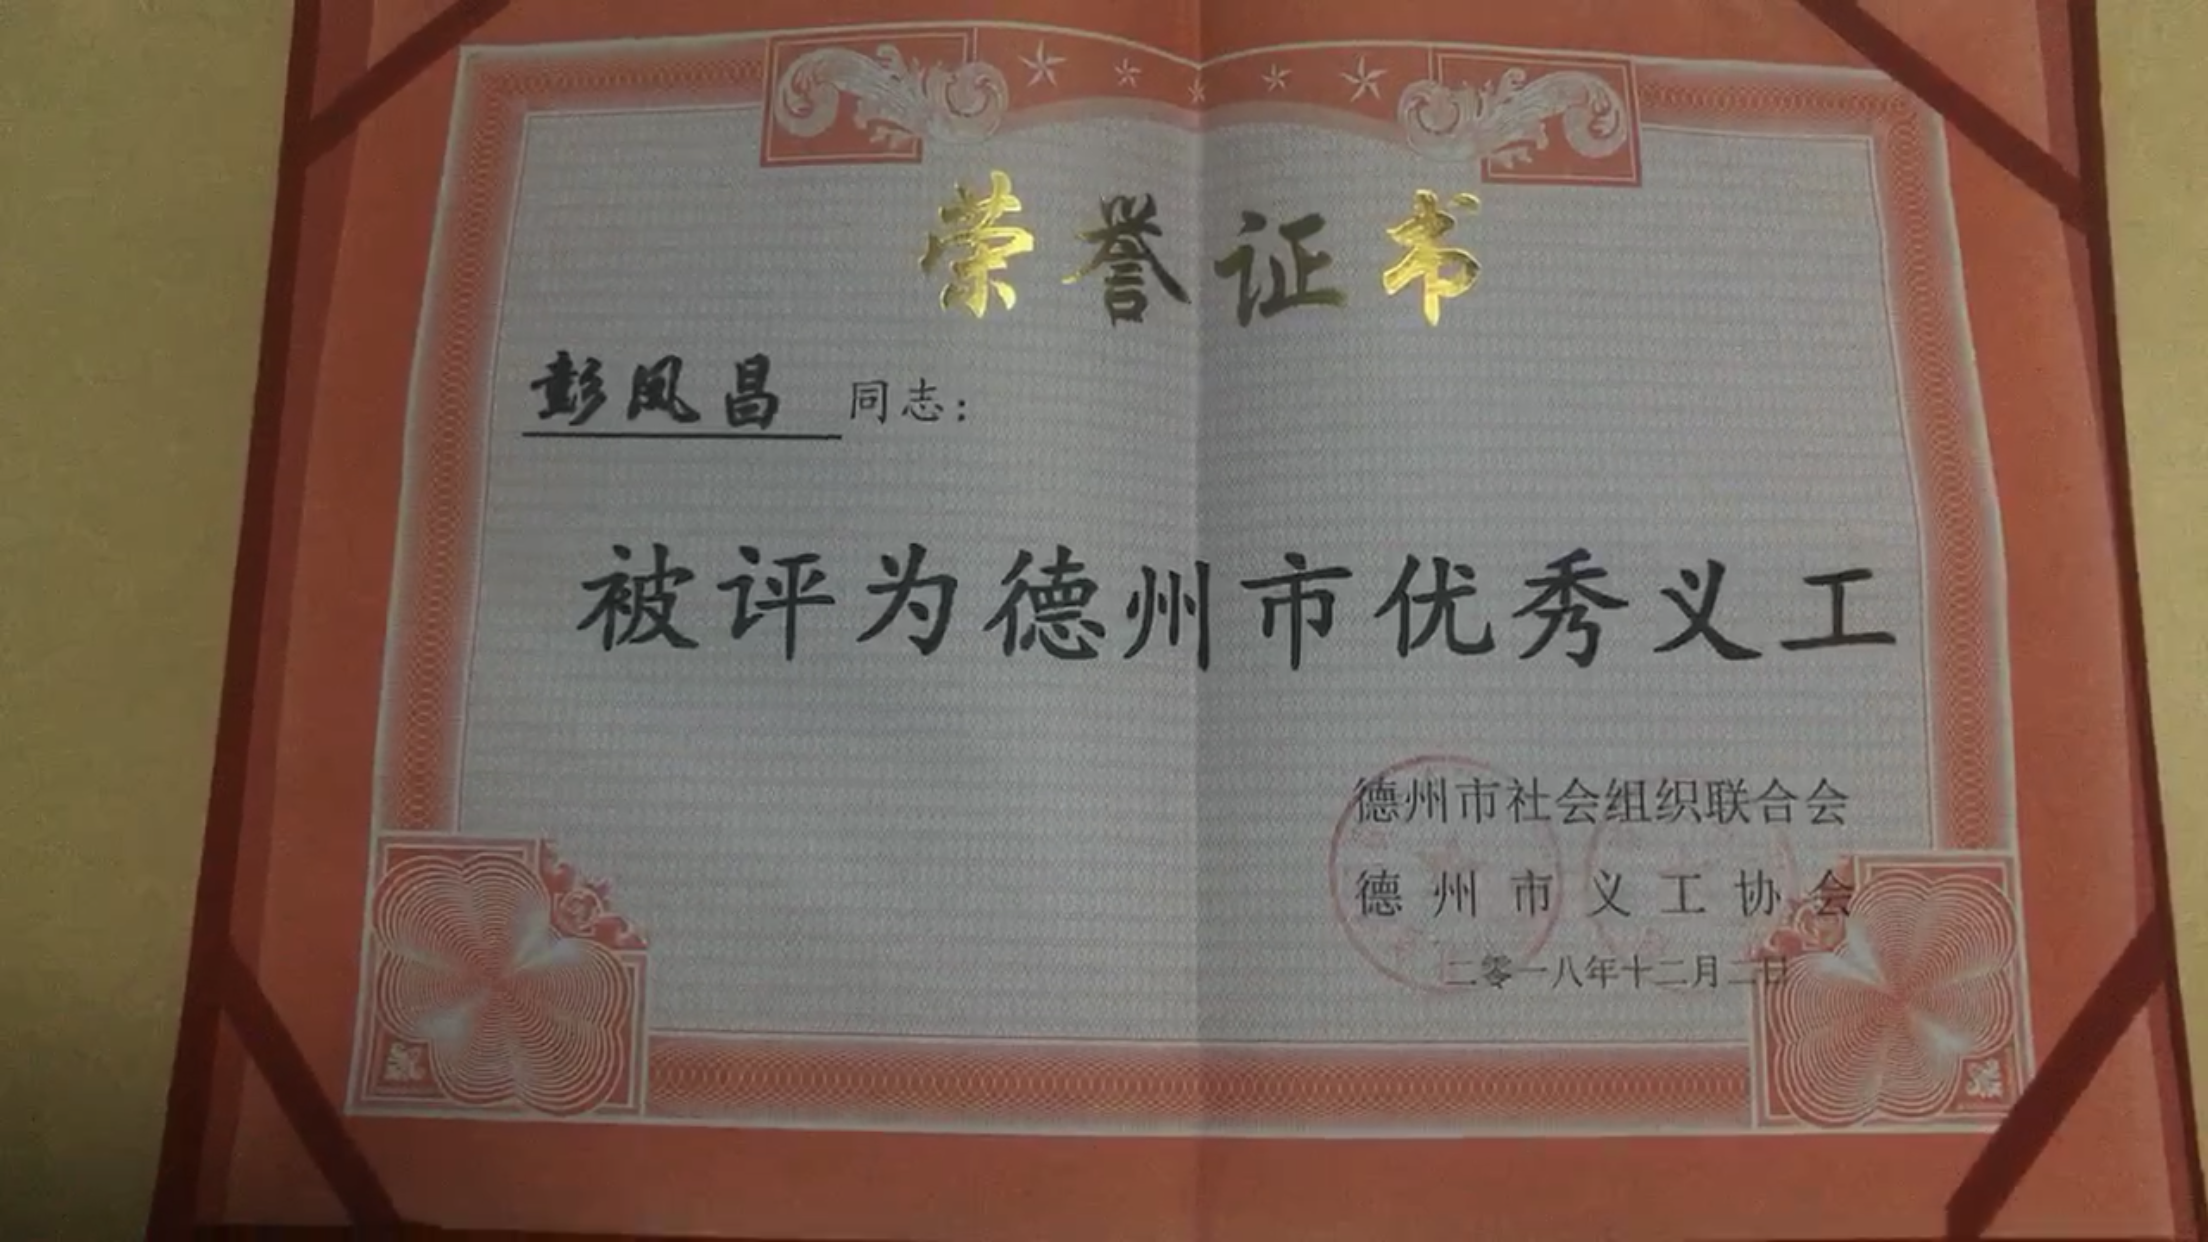 荣誉证书
彭凤昌 同志：
被评为德州市优秀义工
德州市社会组织联合会
德州市义工协会
二零一八年十二月二日